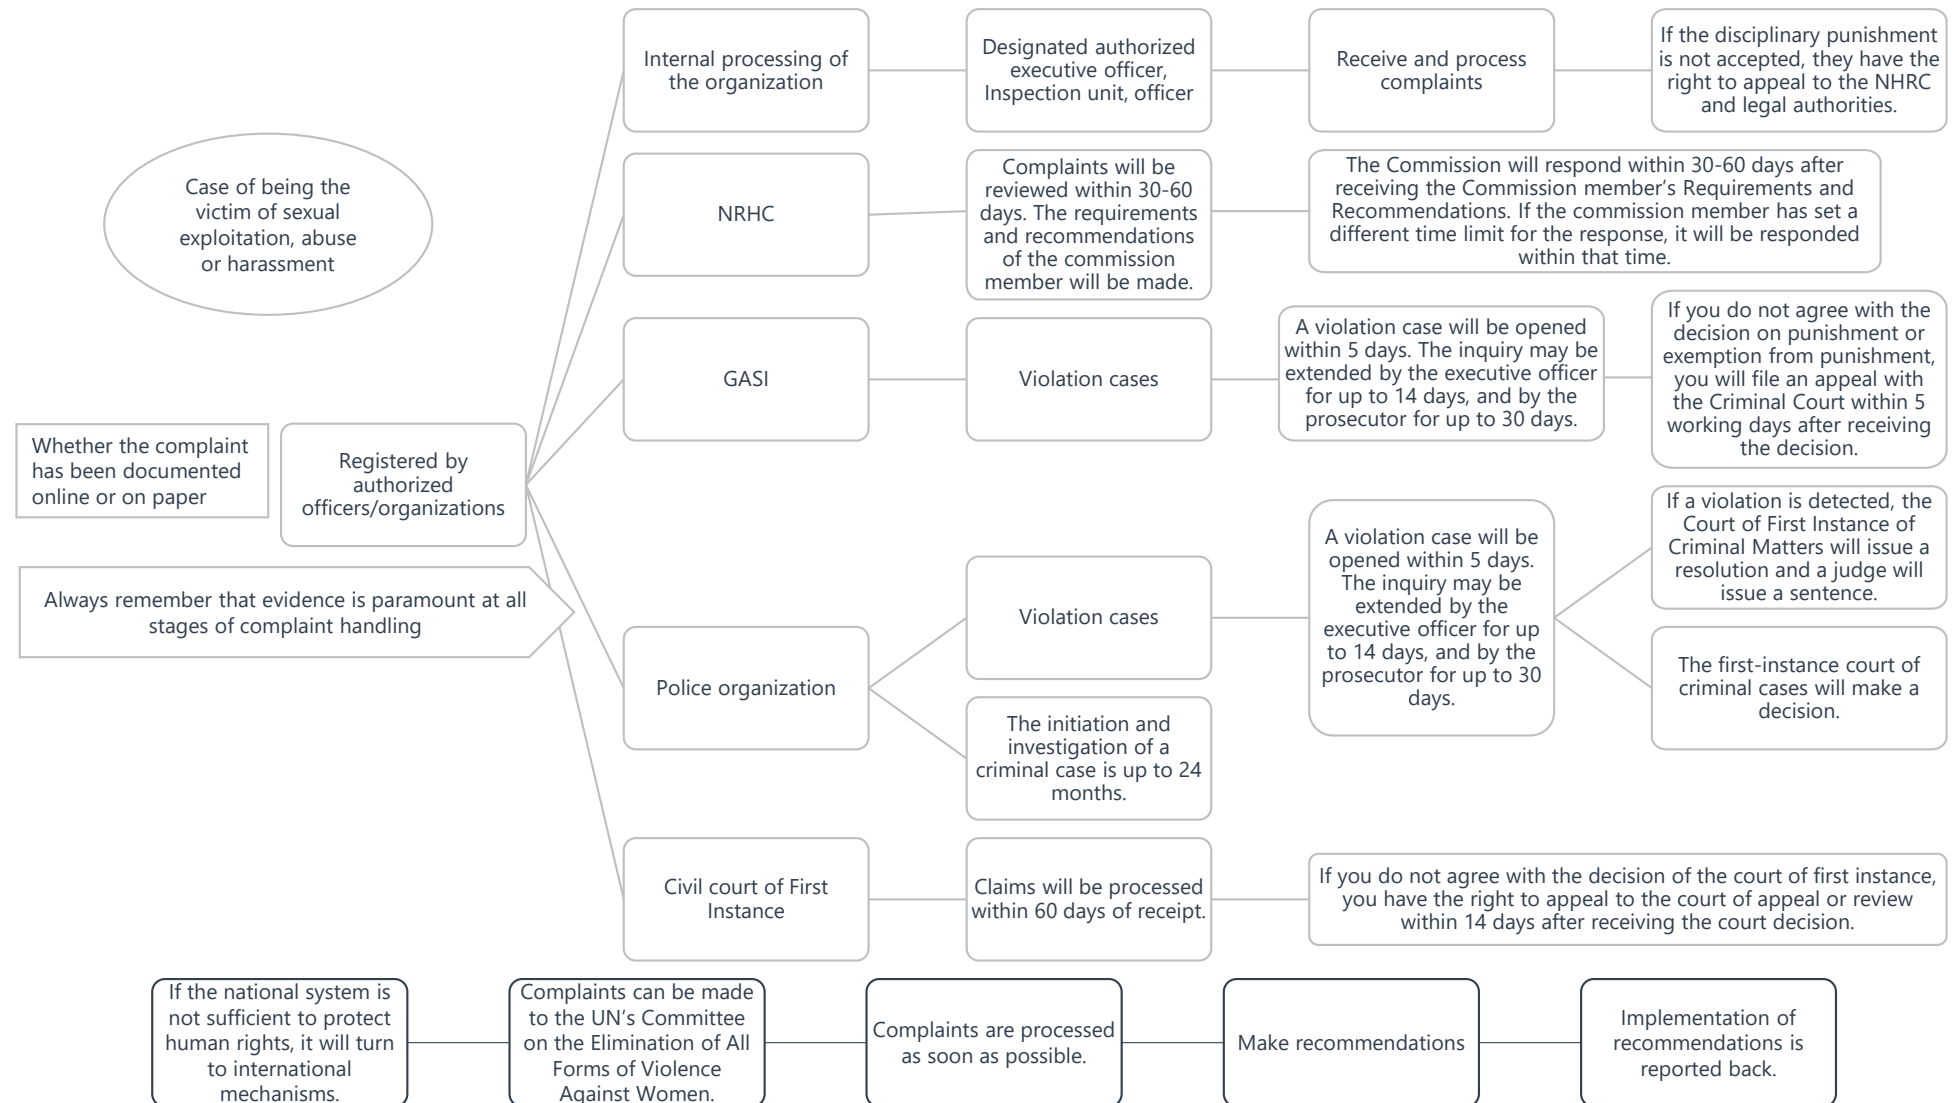 Internal processing of
the organization
Designated authorized
executive officer,
Inspection unit, officer
Receive and process
complaints
If the disciplinary punishment
is not accepted, they have the
right to appeal to the NHRC
and legal authorities.
Case of being the
victim of sexual
exploitation, abuse
or harassment
NRHC
Complaints will be
reviewed within 30-60
days. The requirements
and recommendations
of the commission
member will be made.
The Commission will respond within 30-60 days after
receiving the Commission member's Requirements and
Recommendations. If the commission member has set a
different time limit for the response, it will be responded
within that time.
GASI
Violation cases
A violation case will be opened
within 5 days. The inquiry may be
extended by the executive officer
for up to 14 days, and by the
prosecutor for up to 30 days.
If you do not agree with the
decision on punishment or
exemption from punishment,
you will file an appeal with
the Criminal Court within 5
working days after receiving
the decision.
Whether the complaint
has been documented
online or on paper
Registered by
authorized
officers/organizations
Always remember that evidence is paramount at all
stages of complaint handling
Police organization
Violation cases
A violation case will be
opened within 5 days.
The inquiry may be
extended by the
executive officer for up
to 14 days, and by the
prosecutor for up to 30
days.
If a violation is detected, the
Court of First Instance of
Criminal Matters will issue a
resolution and a judge will
issue a sentence.
The first-instance court of
criminal cases will make a
decision.
The initiation and
investigation of a
criminal case is up to 24
months.
Civil court of First
Instance
Claims will be processed
within 60 days of receipt.
If you do not agree with the decision of the court of first instance,
you have the right to appeal to the court of appeal or review
within 14 days after receiving the court decision.
If the national system is
not sufficient to protect
human rights, it will turn
to international
mechanisms.
Complaints can be made
to the UN's Committee
on the Elimination of All
Forms of Violence
Against Women.
Complaints are processed
as soon as possible.
Make recommendations
Implementation of
recommendations is
reported back.